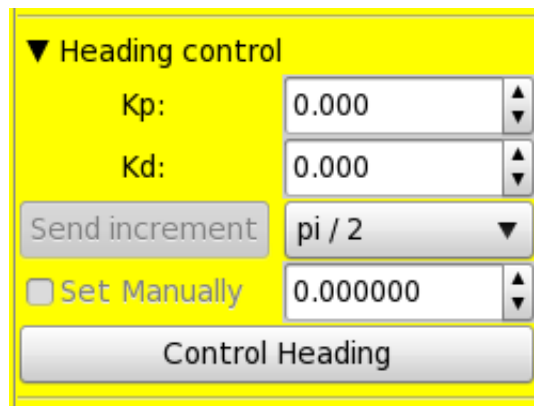 ▼ Heading control
Kp: 0.000
Kd: 0.000
Send increment pi / 2
Set Manually 0.000000
Control Heading